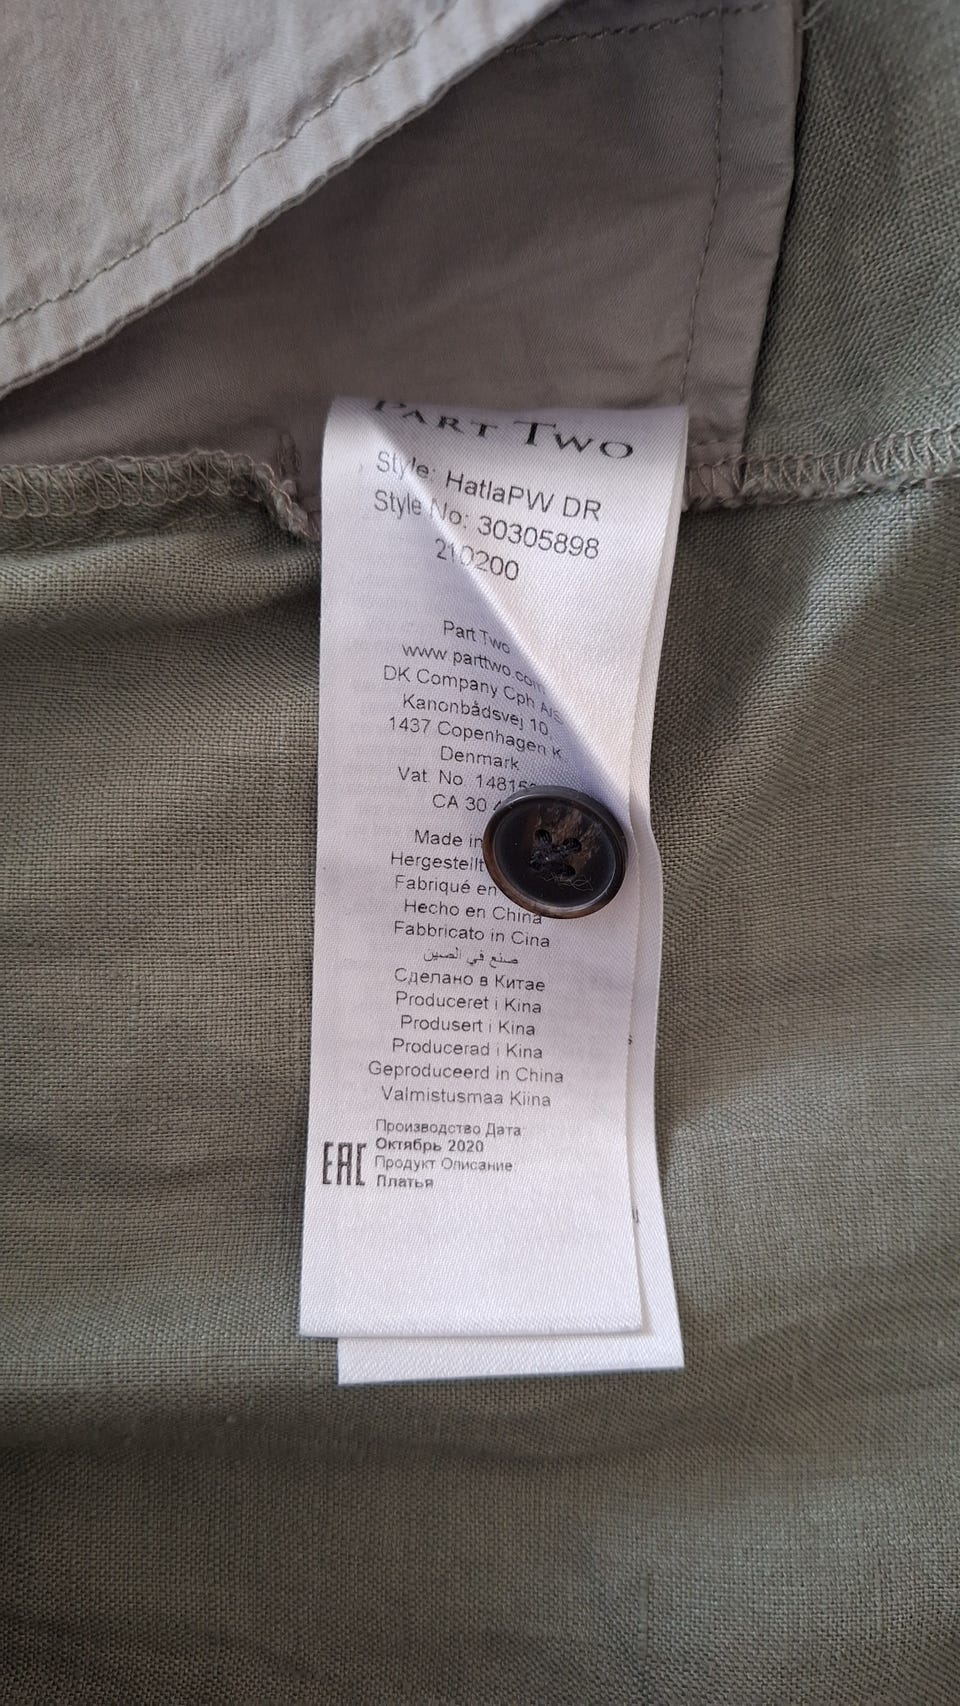 PART TWO
Style: HatlaPW DR
Style No: 30305898
210200
Part Two
www.parttwo.com
DK Company Cph A/S
Kanonbådsvej 10
1437 Copenhagen K
Denmark
Vat. No. 1481
CA 30
Made in
Hergestellt
Fabriqué en
Hecho en China
Fabbricato in Cina
صنع في الصين
Сделано в Китае
Produceret i Kina
Produsert i Kina
Producerad i Kina
Geproduceerd in China
Valmistusmaa Kiina
Производство Дата:
Октябрь 2020
EAC Продукт Описание:
Платья